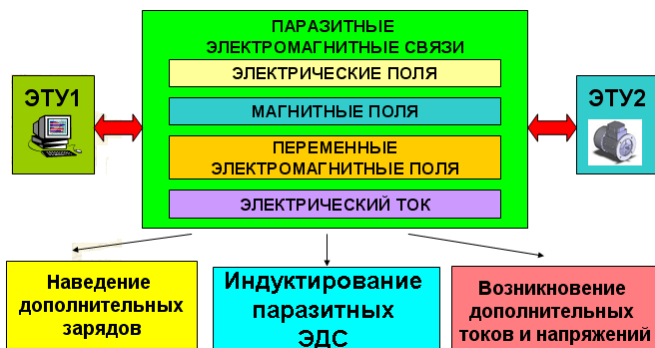 ПАРАЗИТНЫЕ
ЭЛЕКТРОМАГНИТНЫЕ СВЯЗИ
ЭЛЕКТРИЧЕСКИЕ ПОЛЯ
МАГНИТНЫЕ ПОЛЯ
ПЕРЕМЕННЫЕ
ЭЛЕКТРОМАГНИТНЫЕ ПОЛЯ
ЭЛЕКТРИЧЕСКИЙ ТОК
ЭТУ1
ЭТУ2
Наведение
дополнительных
зарядов
Индуктирование
паразитных
ЭДС
Возникновение
дополнительных
токов и напряжений